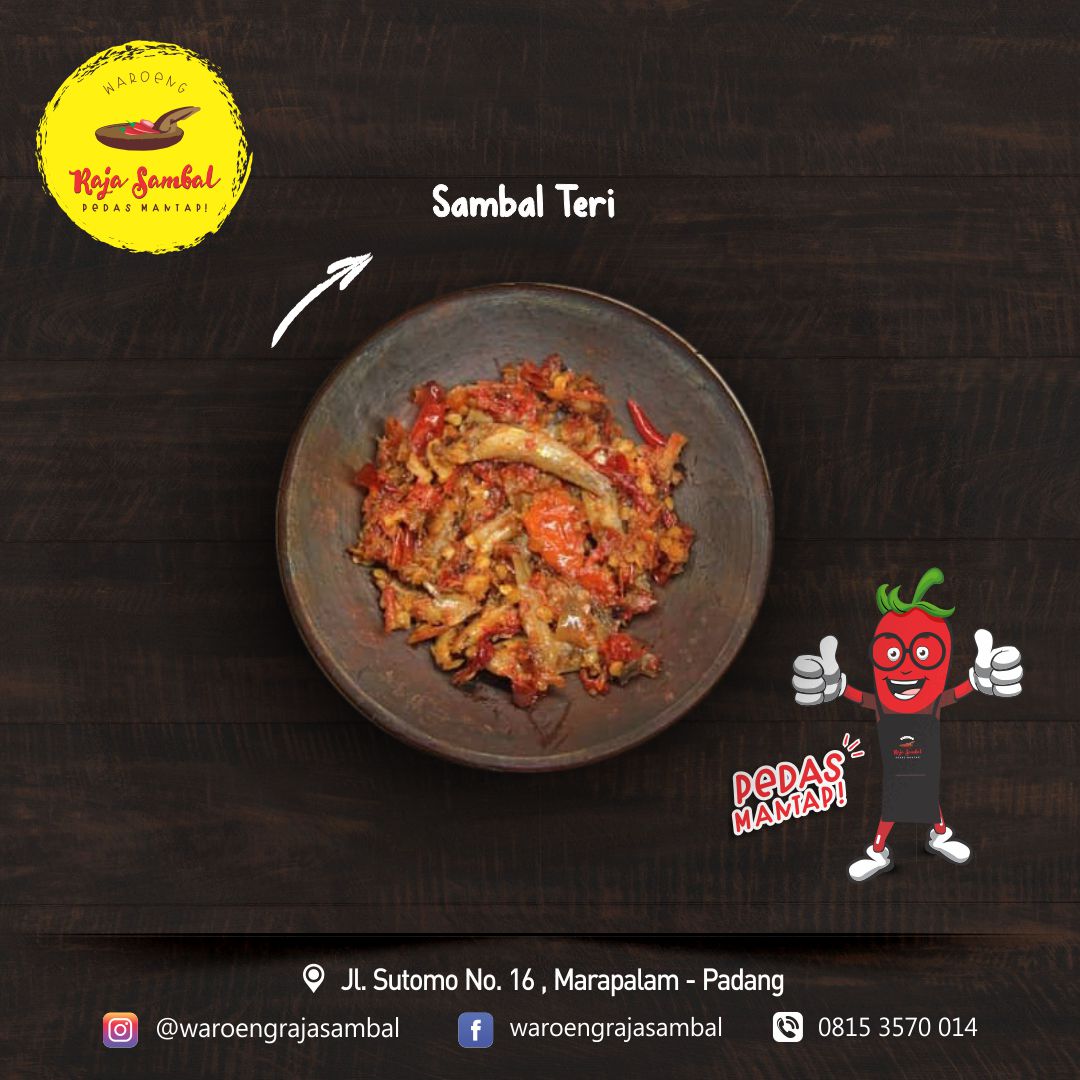 WAROENG
Raja Sambal
PEDAS MANTAP!
Sambal Teri
PEDAS
MANTAP!
Jl. Sutomo No. 16 , Marapalam - Padang
@waroengrajasambal
waroengrajasambal
0815 3570 014